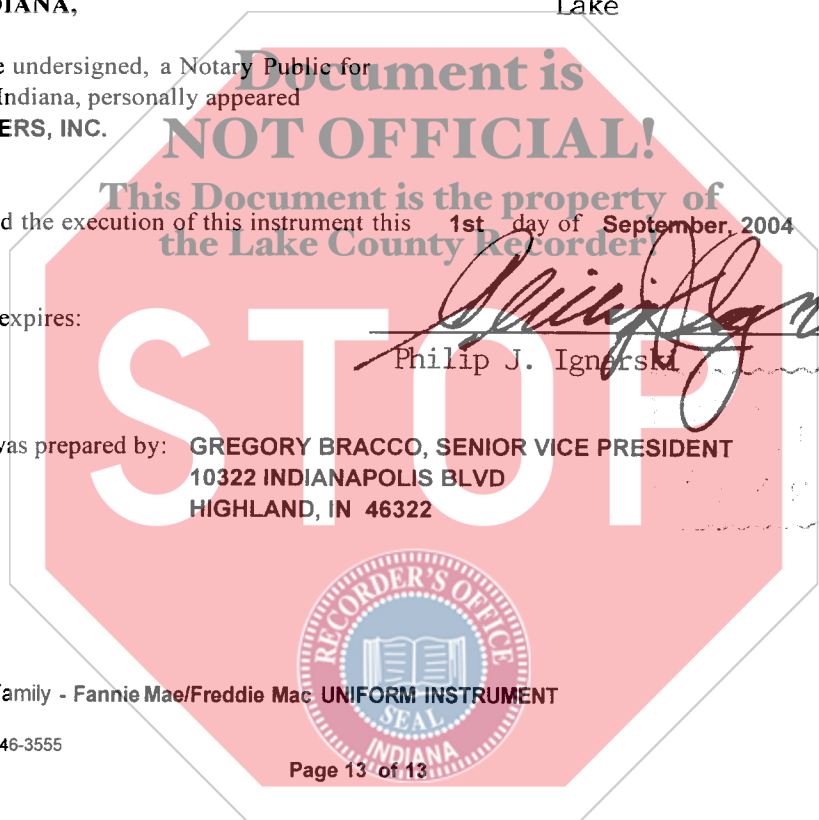 DIANA,
Lake
e undersigned, a Notary Public for
Indiana, personally appeared
ERS, INC.
Document is
NOT OFFICIAL!
This Document is the property of
the Lake County Recorder!
d the execution of this instrument this 1st day of September, 2004
expires:
Philip J. Ignarski
STOP
was prepared by: GREGORY BRACCO, SENIOR VICE PRESIDENT
10322 INDIANAPOLIS BLVD
HIGHLAND, IN 46322
RECORDER'S OFFICE
SEAL
INDIANA
Family - Fannie Mae/Freddie Mac UNIFORM INSTRUMENT
46-3555
Page 13 of 13